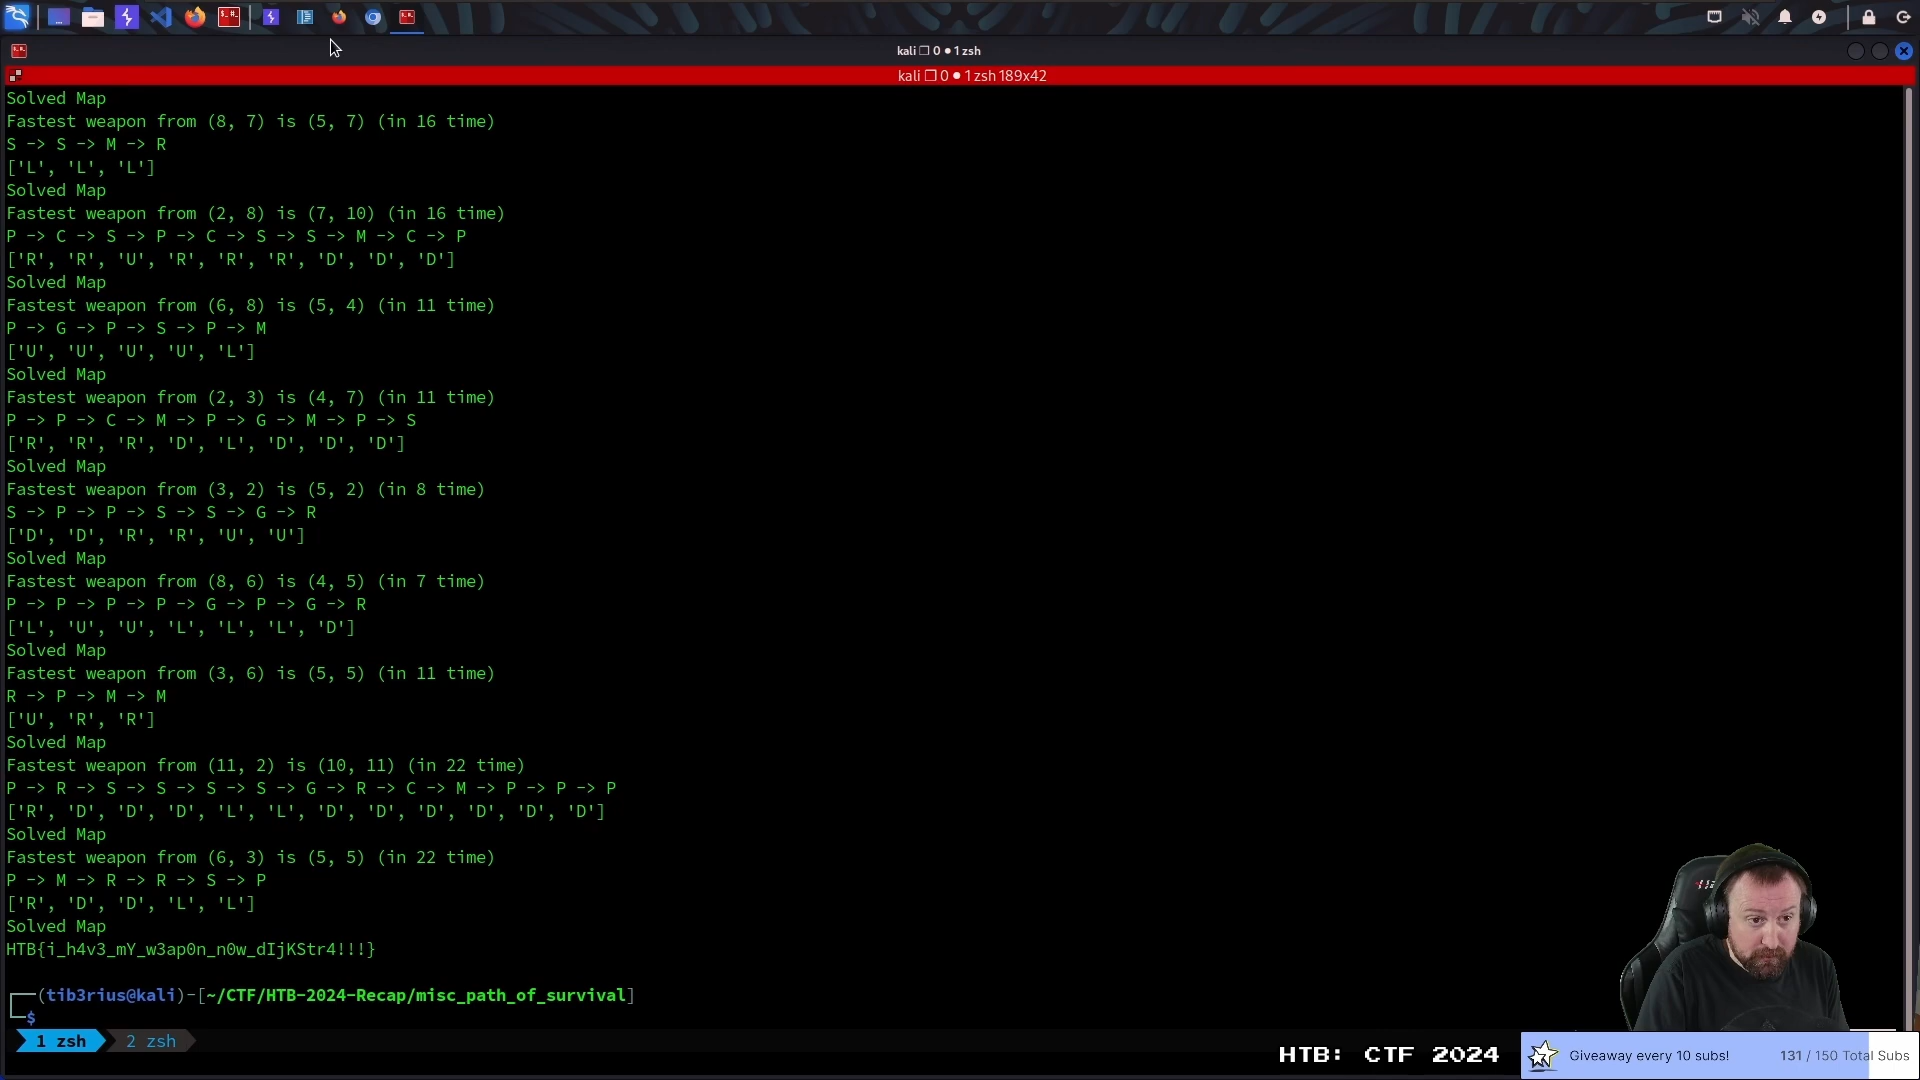 kali ❐ 0 ● 1 zsh
kali ❐ 0 ● 1 zsh 189x42
Solved Map
Fastest weapon from (8, 7) is (5, 7) (in 16 time)
S -> S -> M -> R
['L', 'L', 'L']
Solved Map
Fastest weapon from (2, 8) is (7, 10) (in 16 time)
P -> C -> S -> P -> C -> S -> S -> M -> C -> P
['R', 'R', 'U', 'R', 'R', 'R', 'D', 'D', 'D']
Solved Map
Fastest weapon from (6, 8) is (5, 4) (in 11 time)
P -> G -> P -> S -> P -> M
['U', 'U', 'U', 'U', 'L']
Solved Map
Fastest weapon from (2, 3) is (4, 7) (in 11 time)
P -> P -> C -> M -> P -> G -> M -> P -> S
['R', 'R', 'R', 'D', 'L', 'D', 'D', 'D']
Solved Map
Fastest weapon from (3, 2) is (5, 2) (in 8 time)
S -> P -> P -> S -> S -> G -> R
['D', 'D', 'R', 'R', 'U', 'U']
Solved Map
Fastest weapon from (8, 6) is (4, 5) (in 7 time)
P -> P -> P -> P -> G -> P -> G -> R
['L', 'U', 'U', 'L', 'L', 'L', 'D']
Solved Map
Fastest weapon from (3, 6) is (5, 5) (in 11 time)
R -> P -> M -> M
['U', 'R', 'R']
Solved Map
Fastest weapon from (11, 2) is (10, 11) (in 22 time)
P -> R -> S -> S -> S -> S -> G -> R -> C -> M -> P -> P -> P
['R', 'D', 'D', 'D', 'L', 'L', 'D', 'D', 'D', 'D', 'D', 'D']
Solved Map
Fastest weapon from (6, 3) is (5, 5) (in 22 time)
P -> M -> R -> R -> S -> P
['R', 'D', 'D', 'L', 'L']
Solved Map
HTB{i_h4v3_mY_w3ap0n_n0w_dIjKStr4!!!}
┌──(tib3rius@kali)-[~/CTF/HTB-2024-Recap/misc_path_of_survival]
└─$
1 zsh 2 zsh
HTB: CTF 2024
Giveaway every 10 subs! 131 / 150 Total Subs